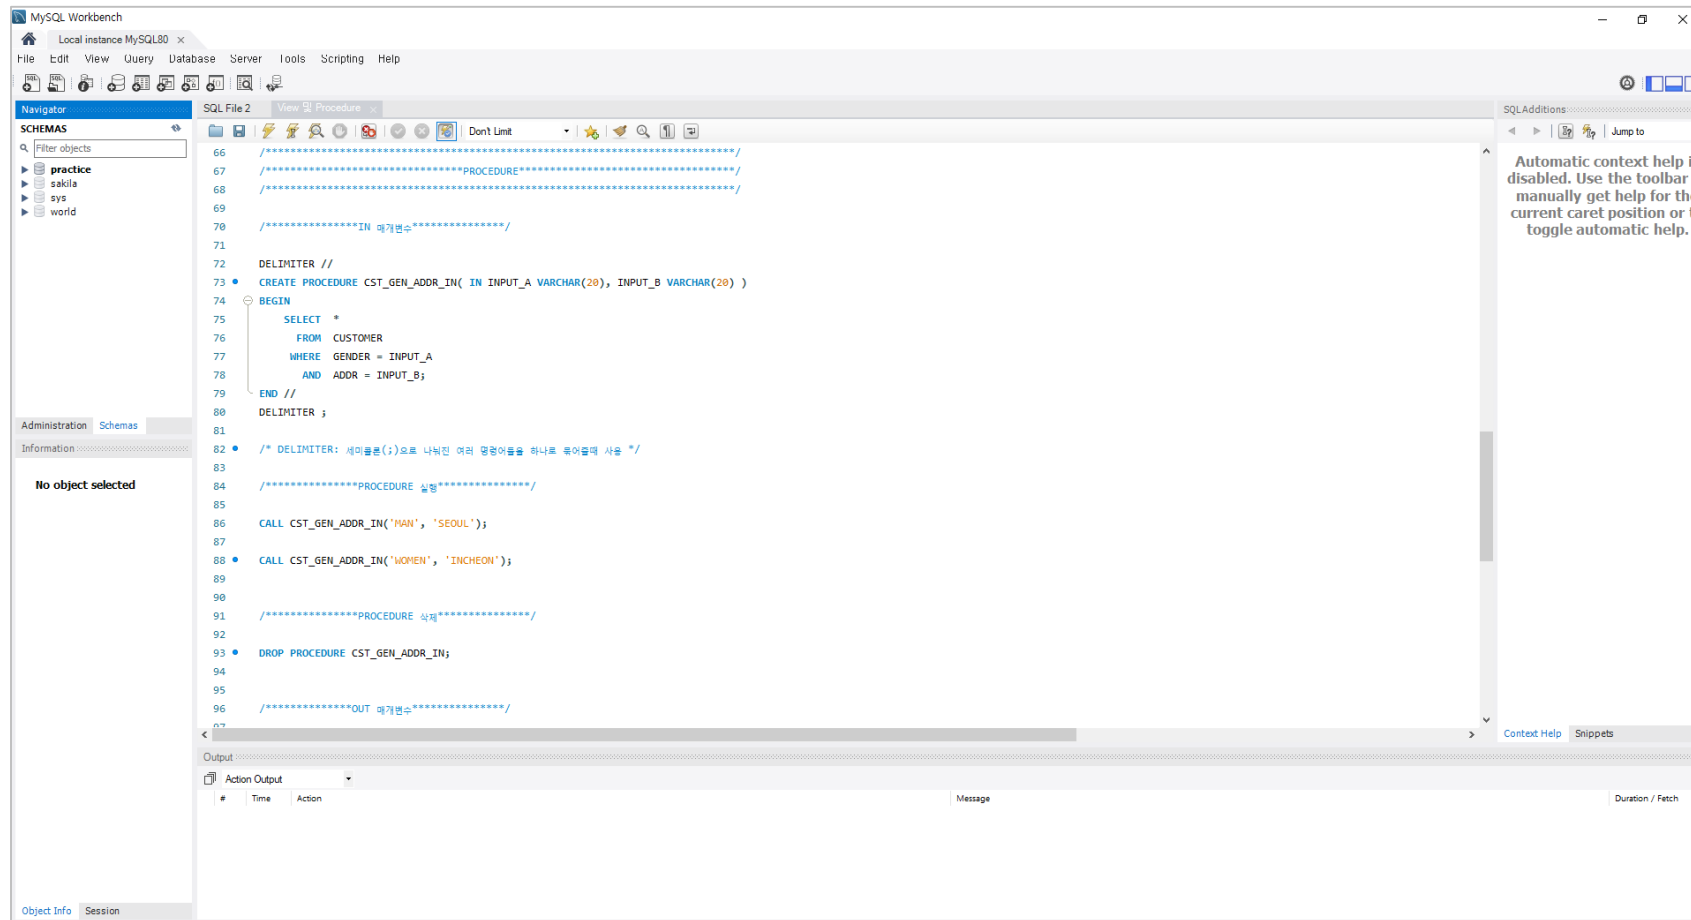 MySQL Workbench
Local instance MySQL80 ×
File Edit View Query Database Server Tools Scripting Help
Navigator
SCHEMAS
Filter objects
practice
sakila
sys
world
Administration Schemas
Information
No object selected
Object Info Session
SQL File 2 View 및 Procedure ×
Don't Limit
66 /****************************************************************************/
67 /********************************PROCEDURE***********************************/
68 /****************************************************************************/
69
70 /***************IN 매개변수***************/
71
72 DELIMITER //
73 CREATE PROCEDURE CST_GEN_ADDR_IN( IN INPUT_A VARCHAR(20), INPUT_B VARCHAR(20) )
74 BEGIN
75 SELECT *
76 FROM CUSTOMER
77 WHERE GENDER = INPUT_A
78 AND ADDR = INPUT_B;
79 END //
80 DELIMITER ;
81
82 /* DELIMITER: 세미콜론(;)으로 나눠진 여러 명령어들을 하나로 묶어줄때 사용 */
83
84 /***************PROCEDURE 실행***************/
85
86 CALL CST_GEN_ADDR_IN('MAN', 'SEOUL');
87
88 CALL CST_GEN_ADDR_IN('WOMEN', 'INCHEON');
89
90
91 /***************PROCEDURE 삭제***************/
92
93 DROP PROCEDURE CST_GEN_ADDR_IN;
94
95
96 /**************OUT 매개변수***************/
97
Output
Action Output
# Time Action Message Duration / Fetch
SQLAdditions
Jump to
Automatic context help i
disabled. Use the toolbar
manually get help for the
current caret position or t
toggle automatic help.
Context Help Snippets